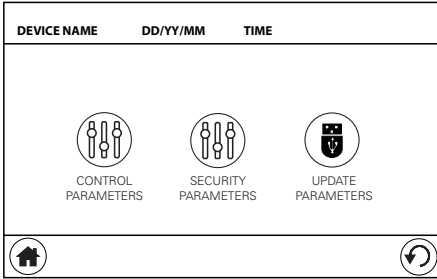 DEVICE NAME DD/YY/MM TIME
CONTROL PARAMETERS
SECURITY PARAMETERS
UPDATE PARAMETERS